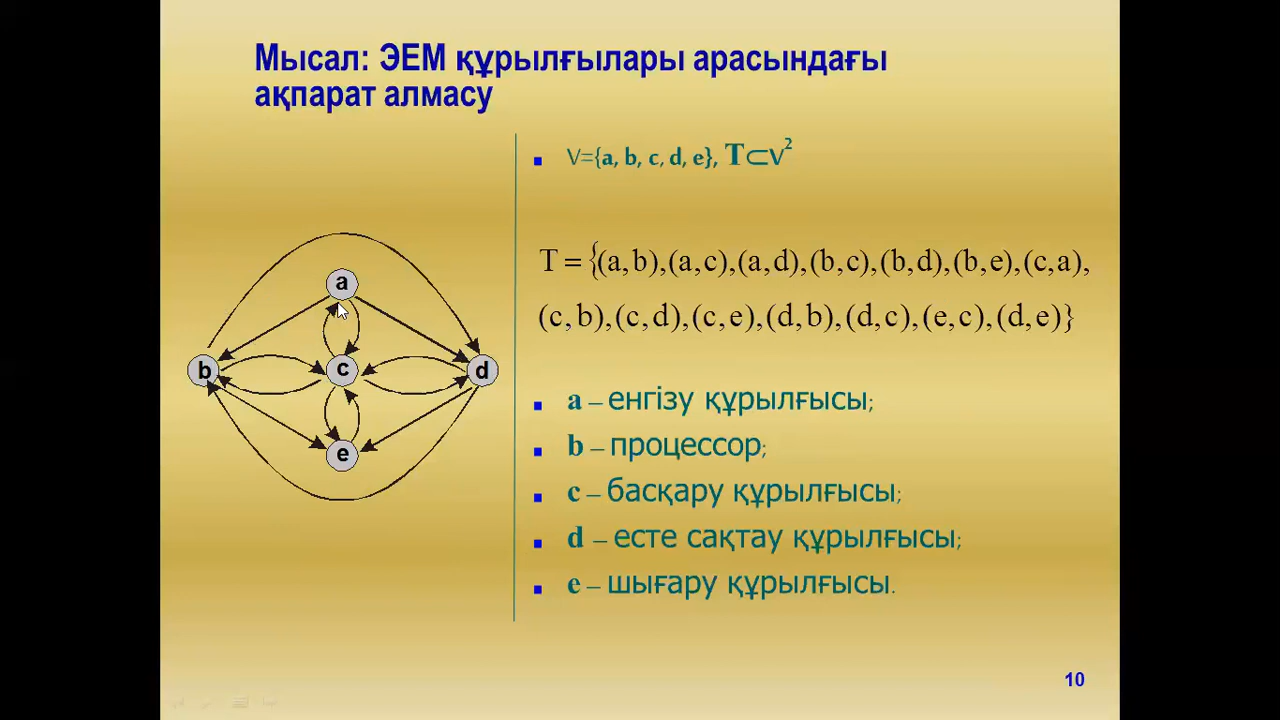 Мысал: ЭЕМ құрылғылары арасындағы
ақпарат алмасу
V={a, b, c, d, e}, T⊂V²
T={(a,b),(a,c),(a,d),(b,c),(b,d),(b,e),(c,a),
(c,b),(c,d),(c,e),(d,b),(d,c),(e,c),(d,e)}
a
b
c
d
e
a – енгізу құрылғысы;
b – процессор;
c – басқару құрылғысы;
d – есте сақтау құрылғысы;
e – шығару құрылғысы.
10